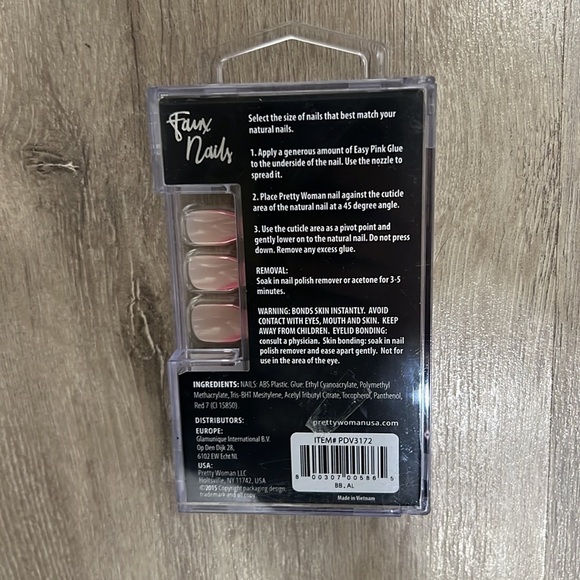 Faux
Nails
Select the size of nails that best match your
natural nails.
1. Apply a generous amount of Easy Pink Glue
to the underside of the nail. Use the nozzle to
spread it.
2. Place Pretty Woman nail against the cuticle
area of the natural nail at a 45 degree angle.
3. Use the cuticle area as a pivot point and
gently lower on to the natural nail. Do not press
down. Remove any excess glue.
REMOVAL:
Soak in nail polish remover or acetone for 3-5
minutes.
WARNING: BONDS SKIN INSTANTLY. AVOID
CONTACT WITH EYES, MOUTH AND SKIN. KEEP
AWAY FROM CHILDREN. EYELID BONDING:
consult a physician. Skin bonding: soak in nail
polish remover and ease apart gently. Not for
use in the area of the eye.
INGREDIENTS: NAILS: ABS Plastic. Glue: Ethyl Cyanoacrylate, Polymethyl
Methacrylate, Tris-BHT Mesitylene, Acetyl Tributyl Citrate, Tocopherol, Panthenol,
Red 7 (CI 15850).
DISTRIBUTORS:
EUROPE:
Glamunique International B.V.
Op Den Dijk 28,
6102 EW Echt NL
USA:
Pretty Woman LLC
Holtsville, NY 11742, USA
©2015 Copyright packaging design,
trademark and all copy
prettywomanusa.com
ITEM# PDV3172
8 00307 00586 5
BB.AL
Made in Vietnam